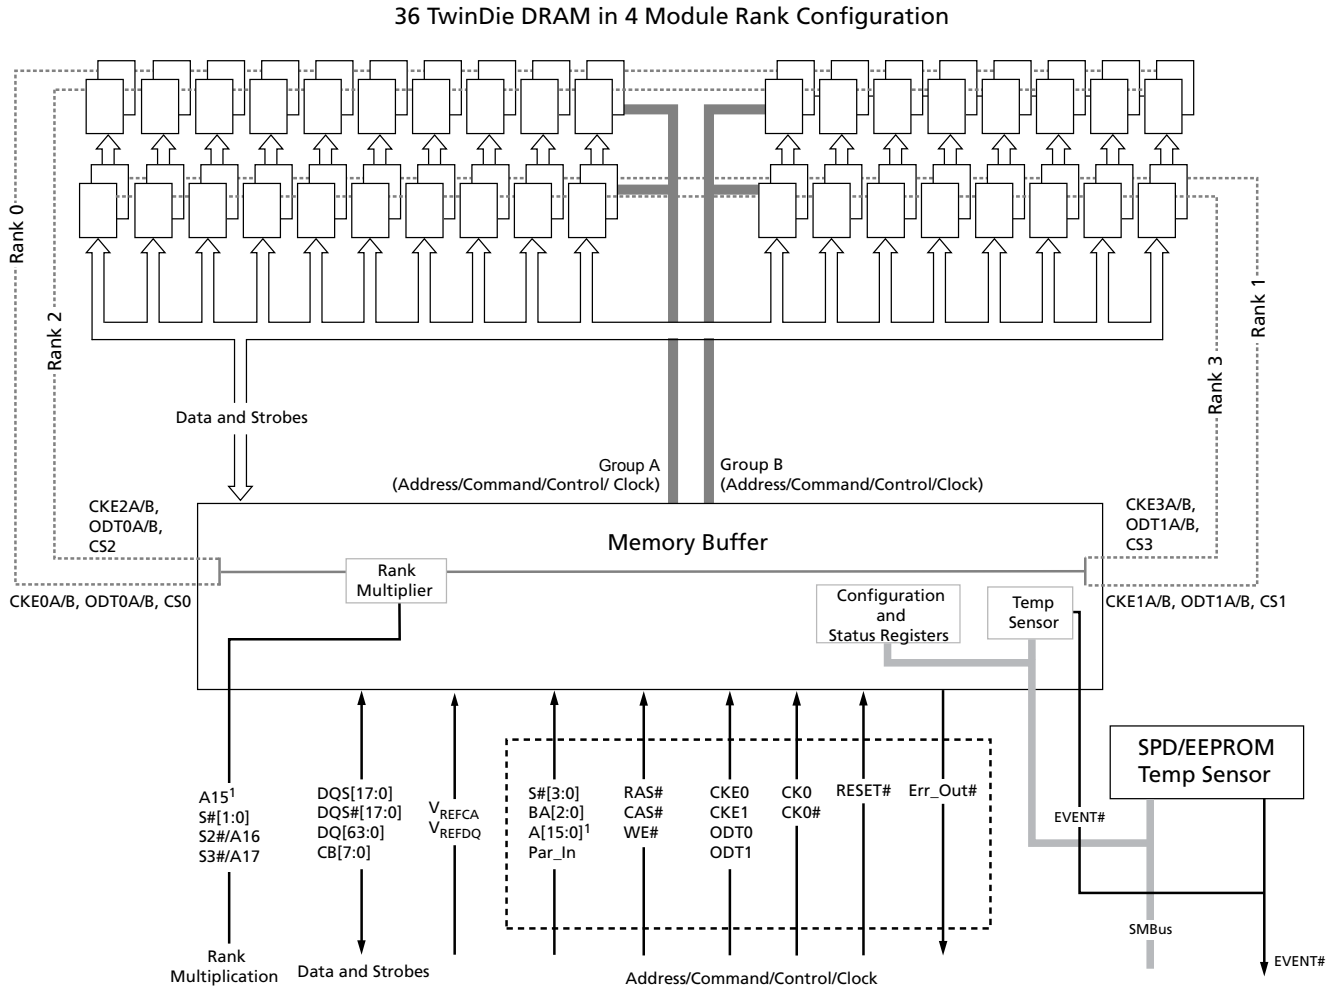 36 TwinDie DRAM in 4 Module Rank Configuration
Rank 0
Rank 2
Rank 1
Rank 3
Data and Strobes
Group A
(Address/Command/Control/ Clock)
Group B
(Address/Command/Control/Clock)
CKE2A/B,
ODT0A/B,
CS2
CKE3A/B,
ODT1A/B,
CS3
Memory Buffer
Rank
Multiplier
CKE0A/B, ODT0A/B, CS0
Configuration
and
Status Registers
Temp
Sensor
CKE1A/B, ODT1A/B, CS1
SPD/EEPROM
Temp Sensor
A15¹
S#[1:0]
S2#/A16
S3#/A17
DQS[17:0]
DQS#[17:0]
DQ[63:0]
CB[7:0]
VREFCA
VREFDQ
S#[3:0]
BA[2:0]
A[15:0]¹
Par_In
RAS#
CAS#
WE#
CKE0
CKE1
ODT0
ODT1
CK0
CK0#
RESET#
Err_Out#
EVENT#
SMBus
Rank
Multiplication
Data and Strobes
Address/Command/Control/Clock
EVENT#